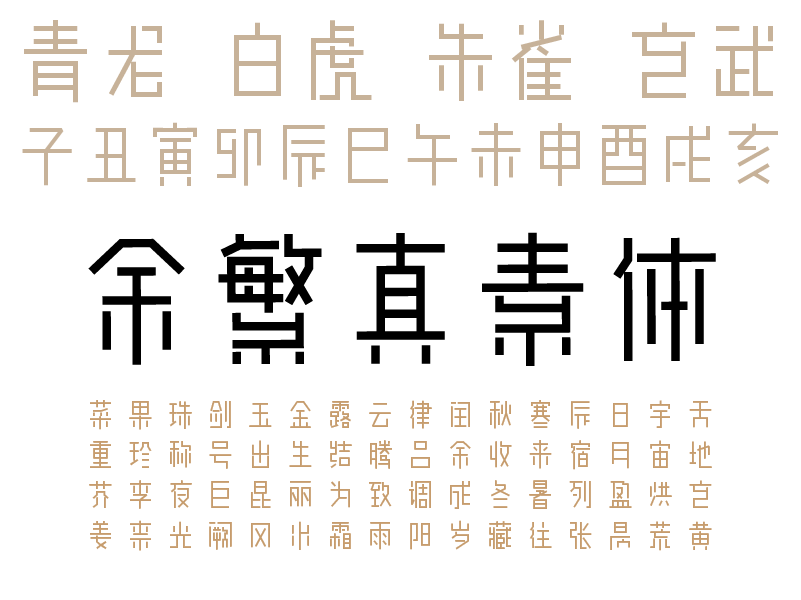 青龙 白虎 朱雀 玄武
子丑寅卯辰巳午未申酉戌亥
余繁真素体
天地玄黄
宇宙洪荒
日月盈昃
辰宿列张
寒来暑往
秋收冬藏
闰余成岁
律吕调阳
云腾致雨
露结为霜
金生丽水
玉出昆冈
剑号巨阙
珠称夜光
果珍李柰
菜重芥姜